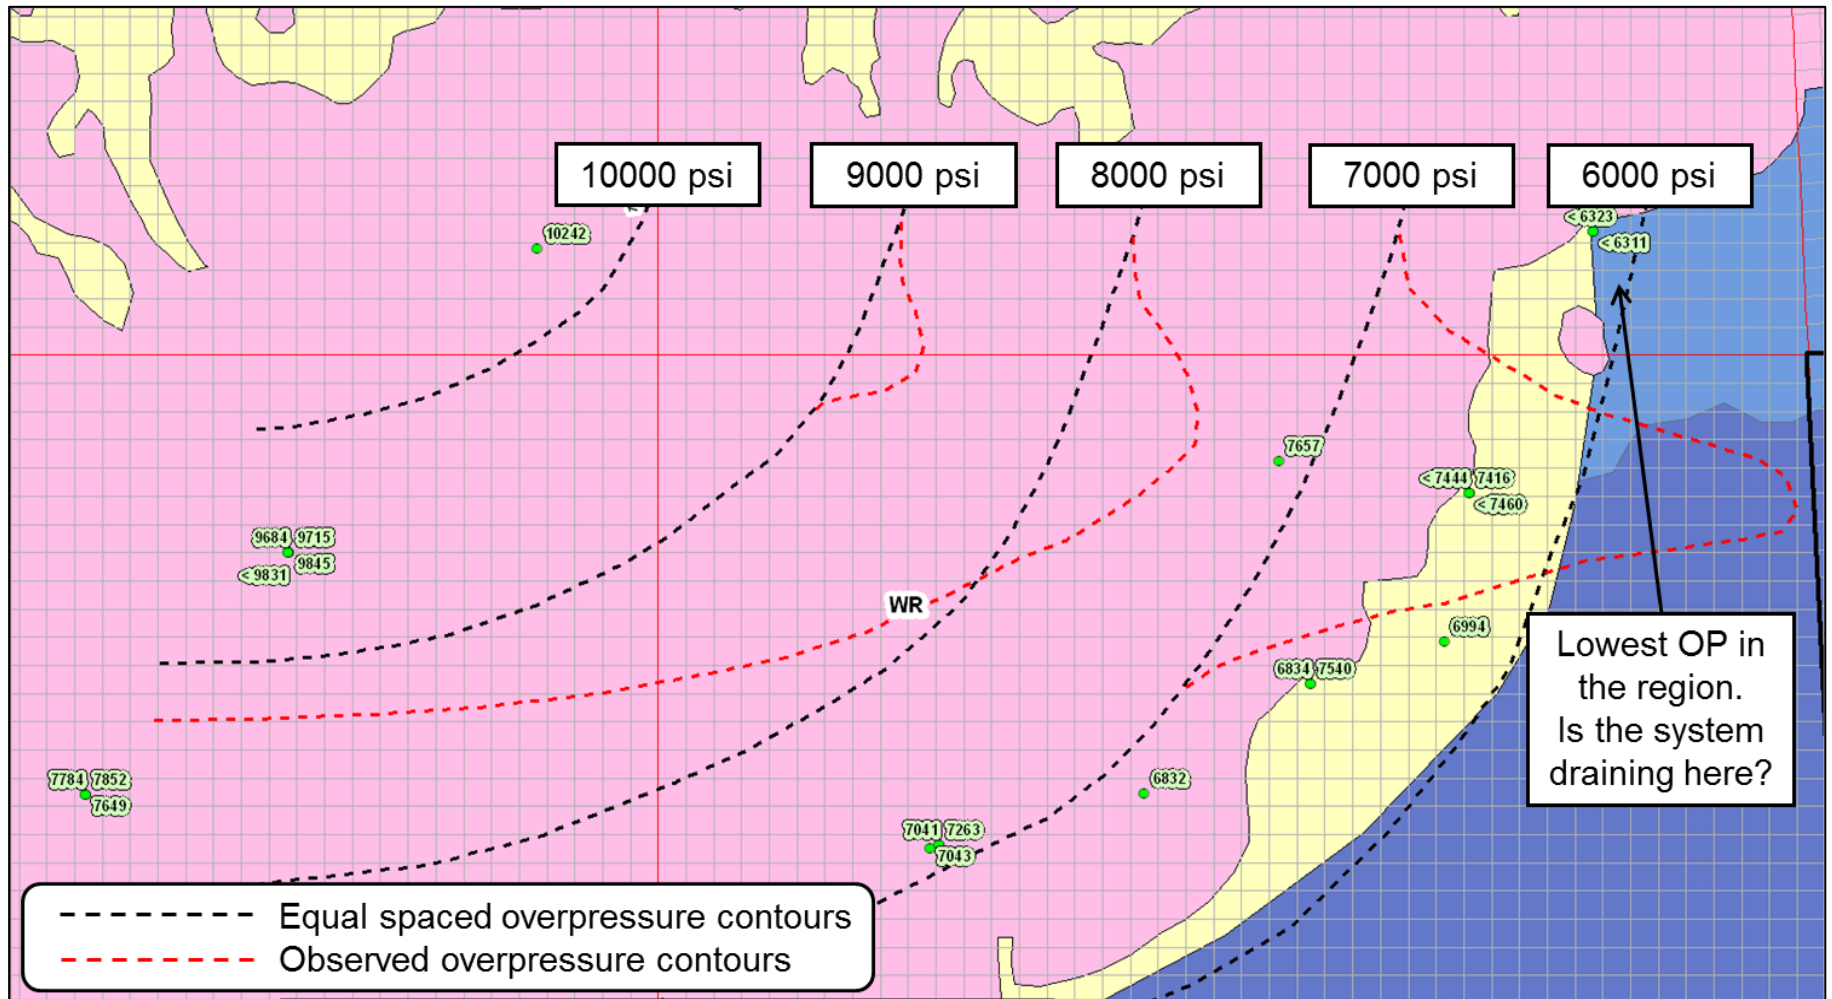 10000 psi
9000 psi
8000 psi
7000 psi
6000 psi
10242
< 6323
< 6311
7657
< 7444 7416
< 7460
9684 9715
9845
< 9831
WR
6994
6834 7540
Lowest OP in
the region.
Is the system
draining here?
7784 7852
7649
6832
7041 7263
7043
Equal spaced overpressure contours
Observed overpressure contours